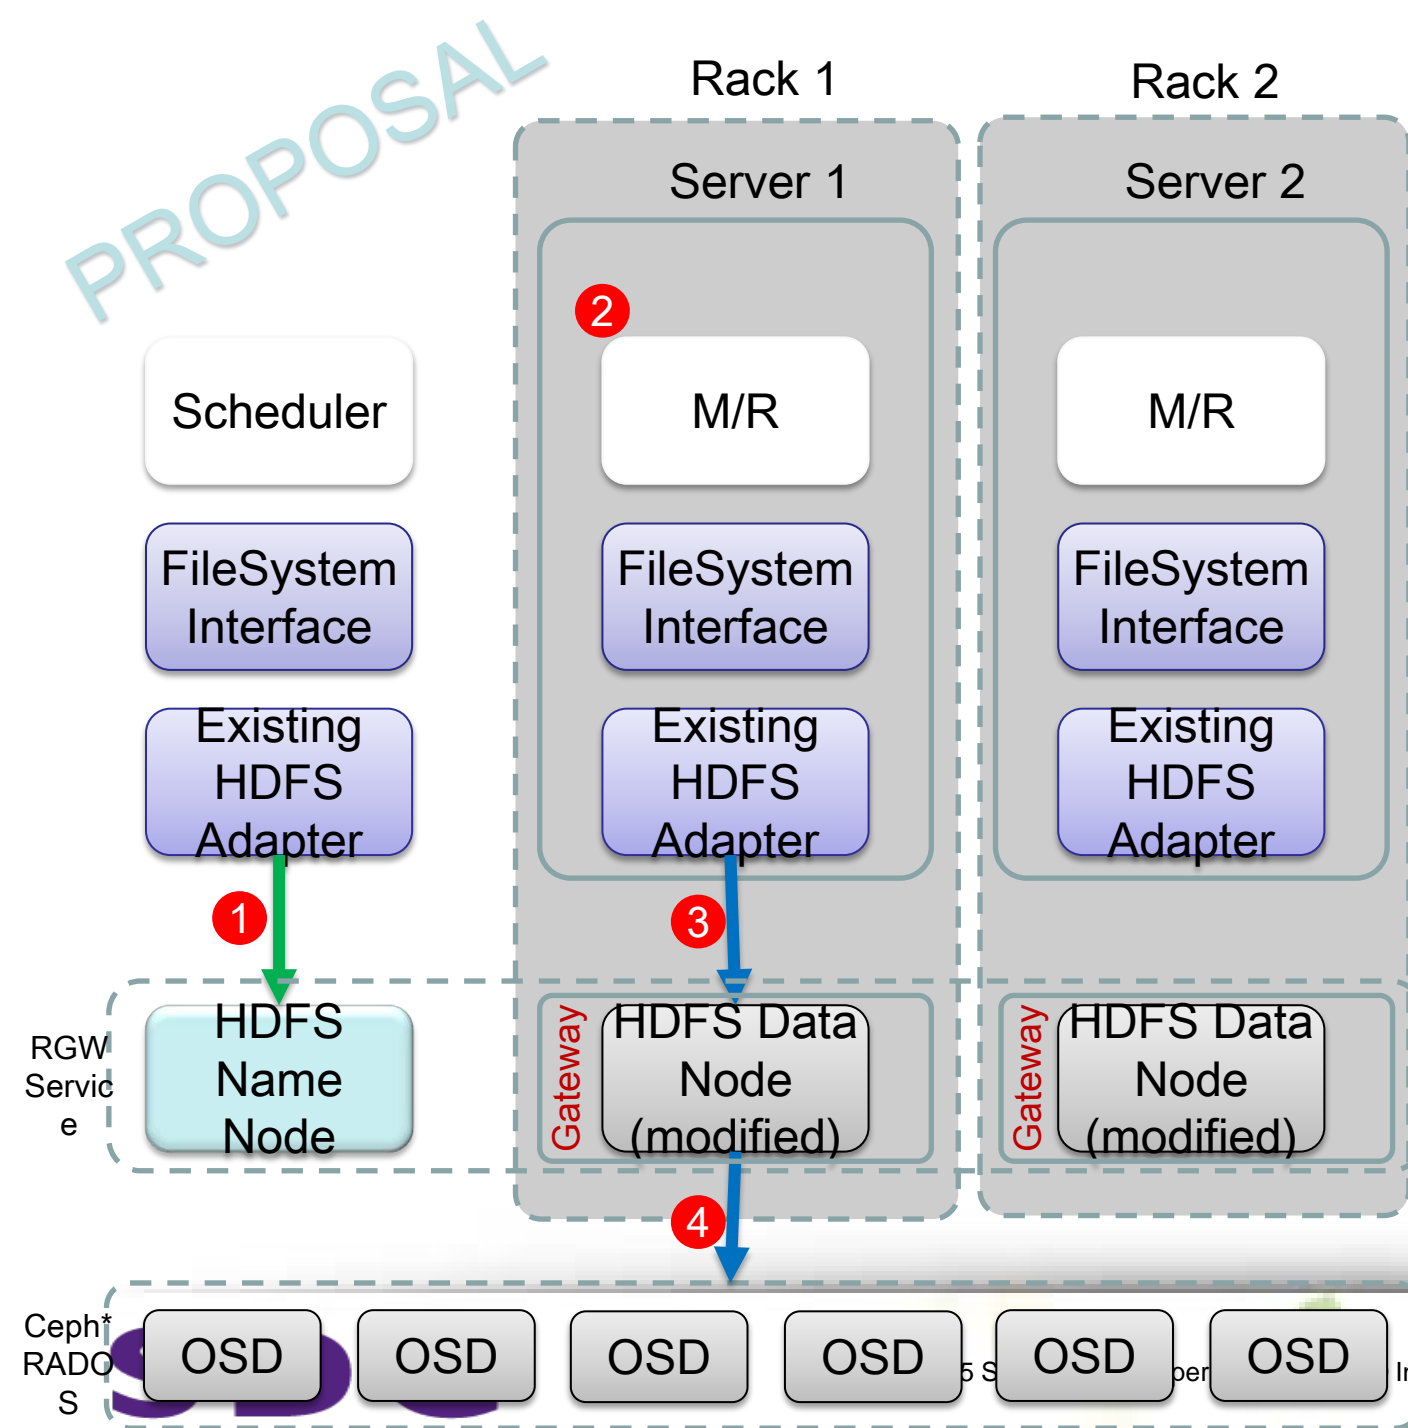 PROPOSAL
Rack 1
Rack 2
Server 1
Server 2
2
Scheduler
M/R
M/R
FileSystem
Interface
FileSystem
Interface
FileSystem
Interface
Existing
HDFS
Adapter
Existing
HDFS
Adapter
Existing
HDFS
Adapter
1
3
RGW
Servic
e
HDFS
Name
Node
Gateway
HDFS Data
Node
(modified)
Gateway
HDFS Data
Node
(modified)
4
Ceph*
RADO
S
OSD
OSD
OSD
OSD
OSD
OSD